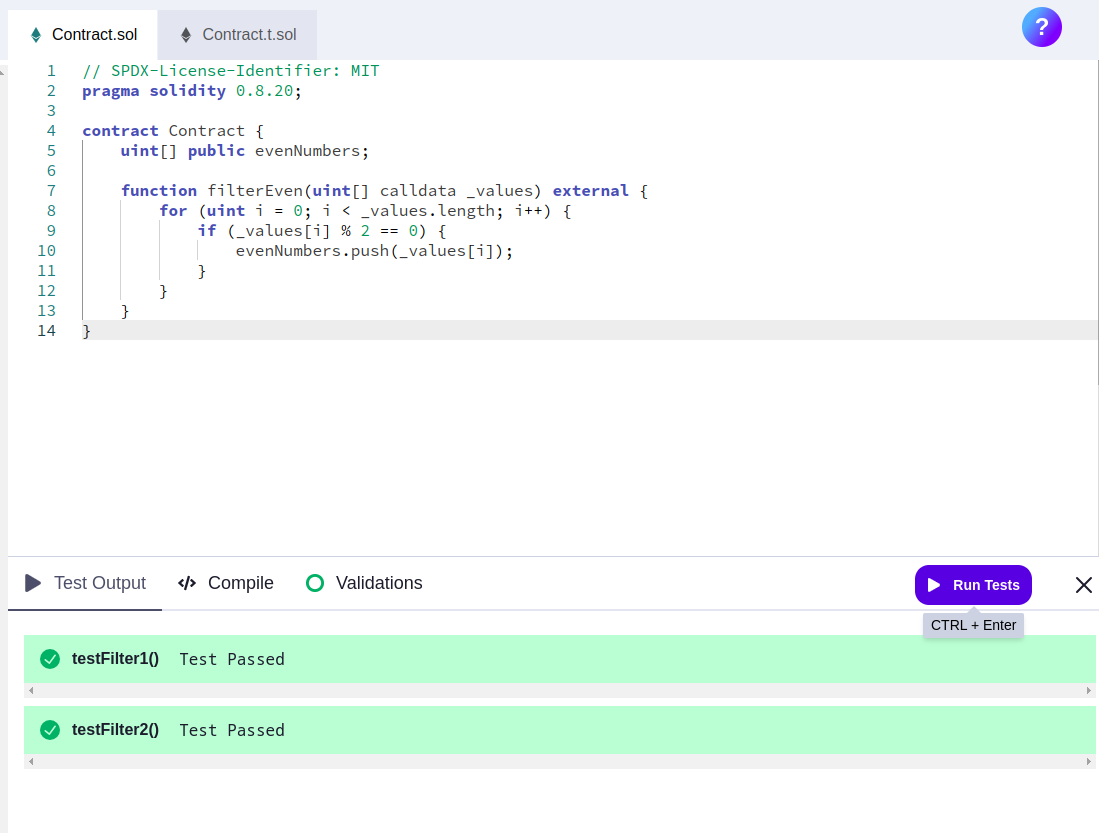 Contract.sol Contract.t.sol ?
1 // SPDX-License-Identifier: MIT
2 pragma solidity 0.8.20;
3
4 contract Contract {
5     uint[] public evenNumbers;
6
7     function filterEven(uint[] calldata _values) external {
8         for (uint i = 0; i < _values.length; i++) {
9             if (_values[i] % 2 == 0) {
10                 evenNumbers.push(_values[i]);
11             }
12         }
13     }
14 }
Test Output </> Compile Validations Run Tests
CTRL + Enter
testFilter1() Test Passed
testFilter2() Test Passed